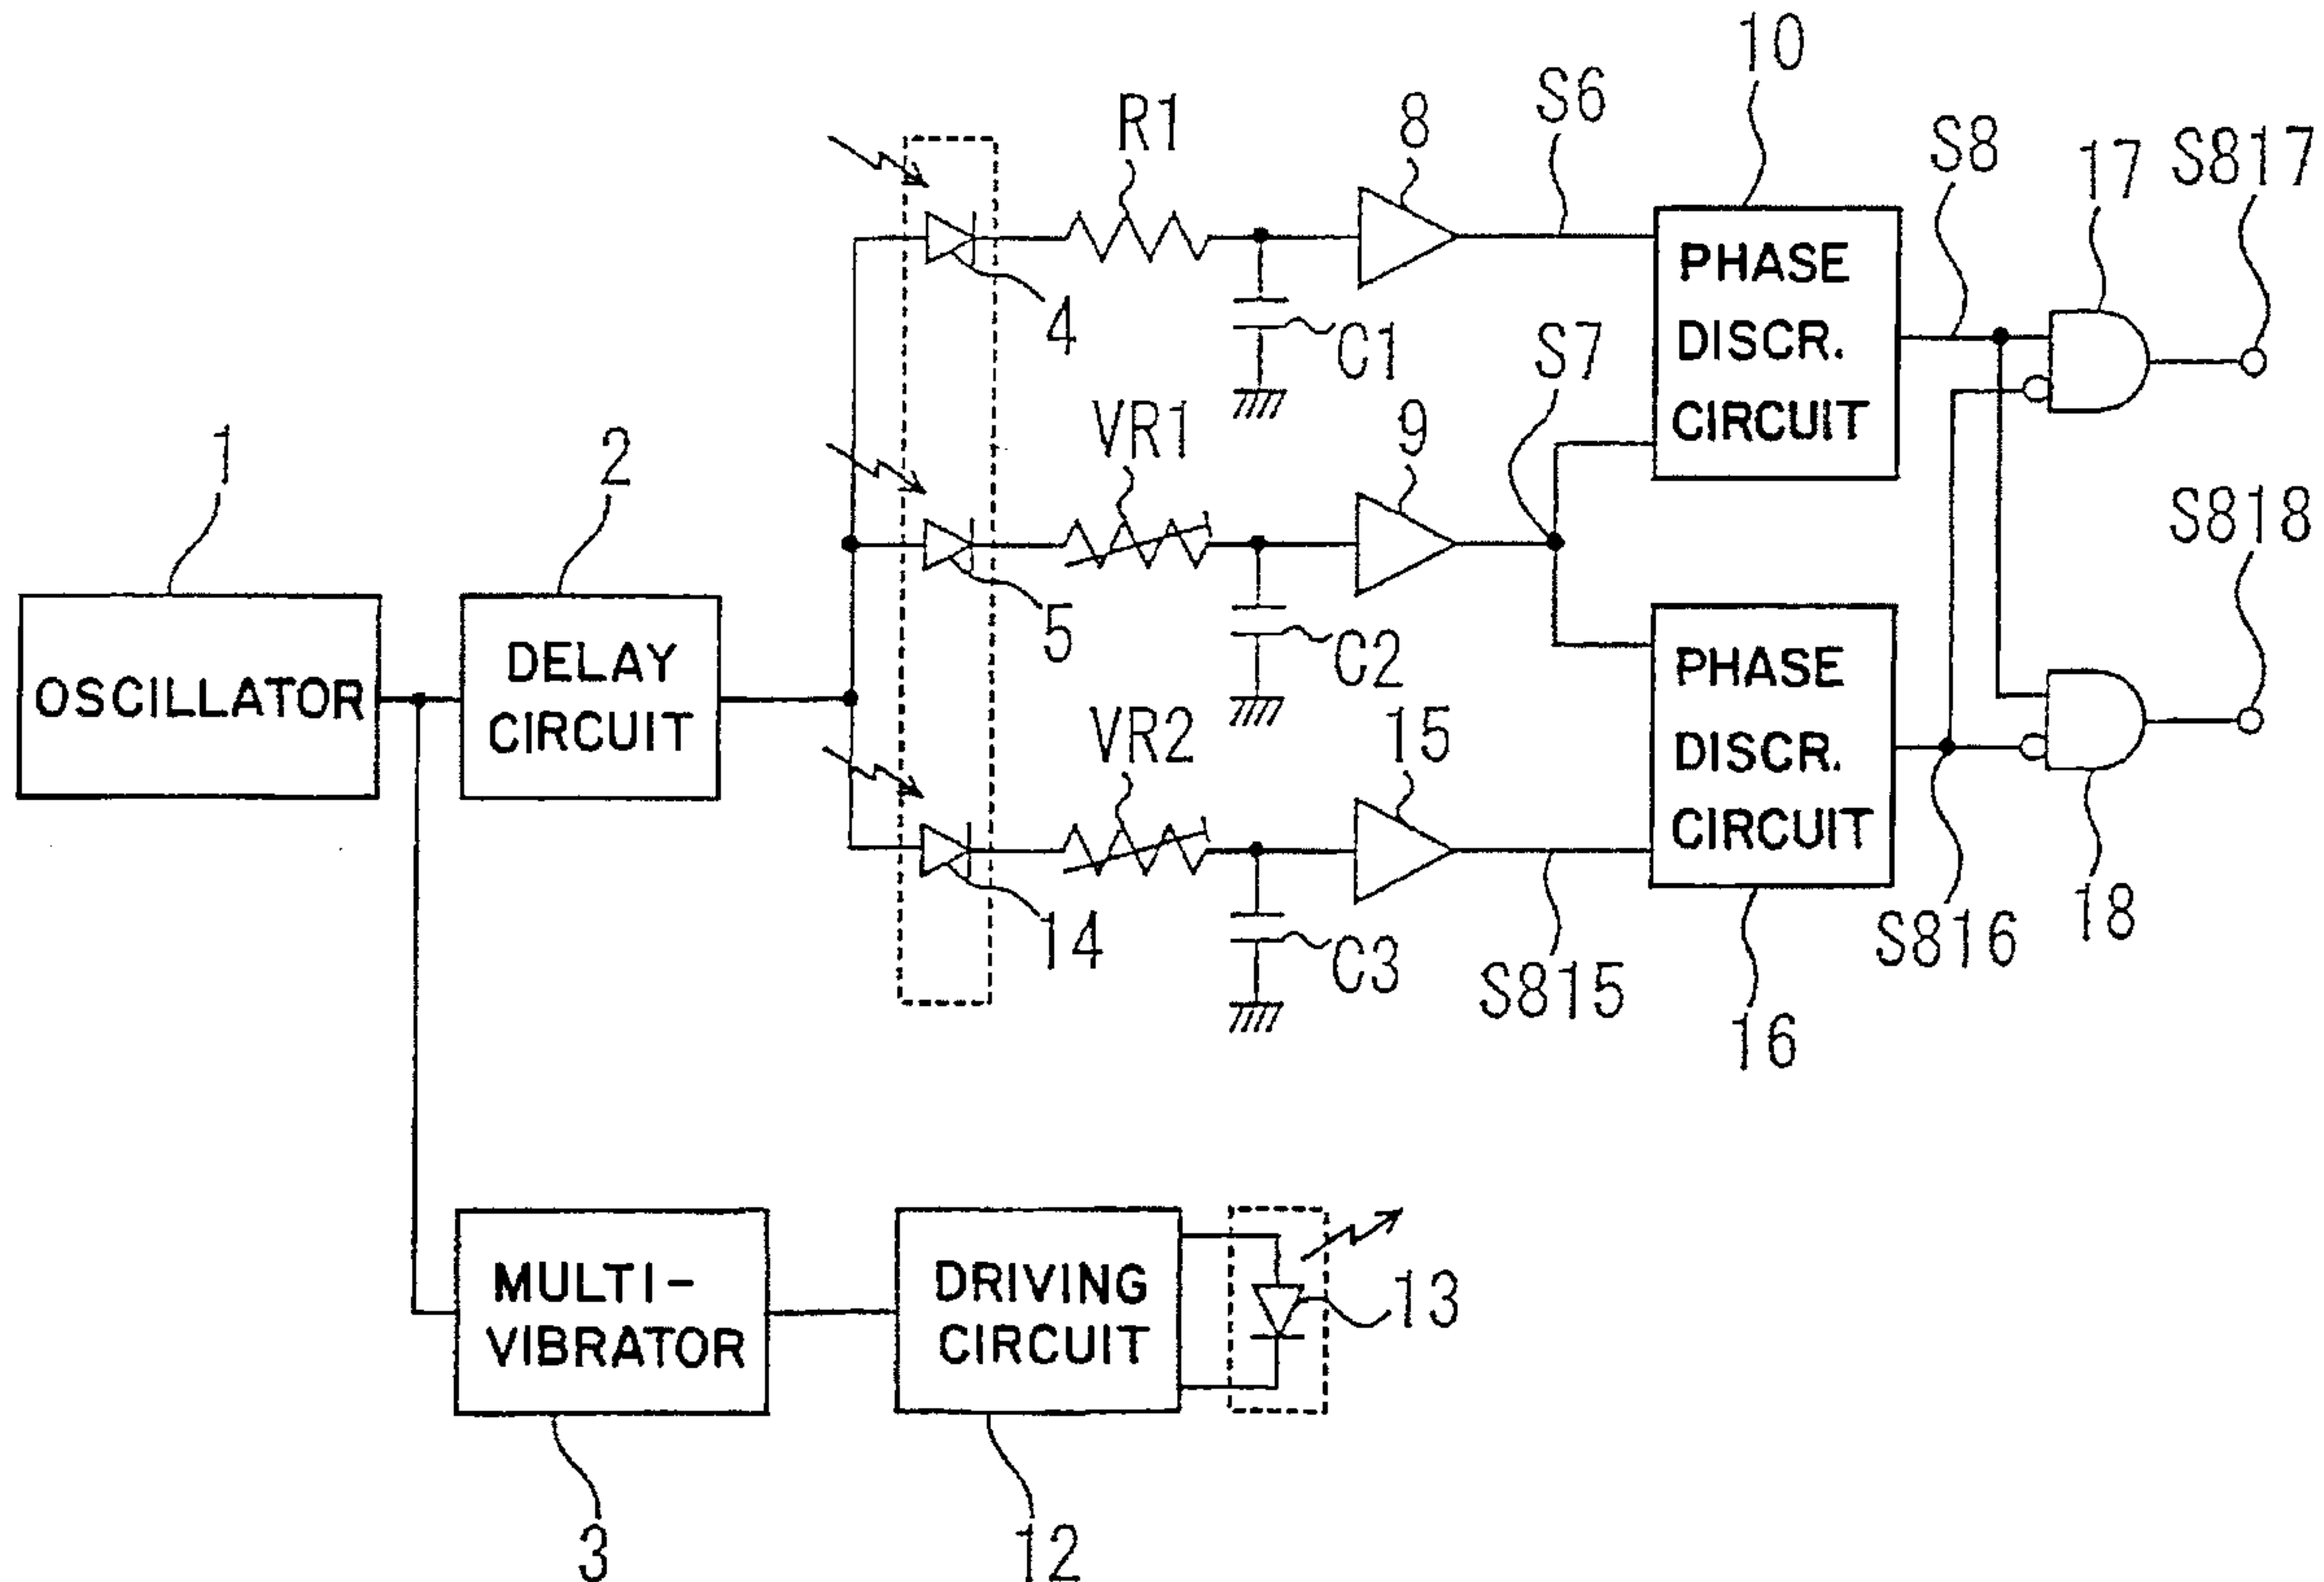 10
S6
8
R1
S8
17
S817
PHASE
DISCR.
CIRCUIT
4
C1
S7
VR1
9
1
2
S818
5
C2
OSCILLATOR
DELAY
CIRCUIT
VR2
15
PHASE
DISCR.
CIRCUIT
14
C3
S815
S816
18
16
MULTI-
VIBRATOR
DRIVING
CIRCUIT
13
3
12